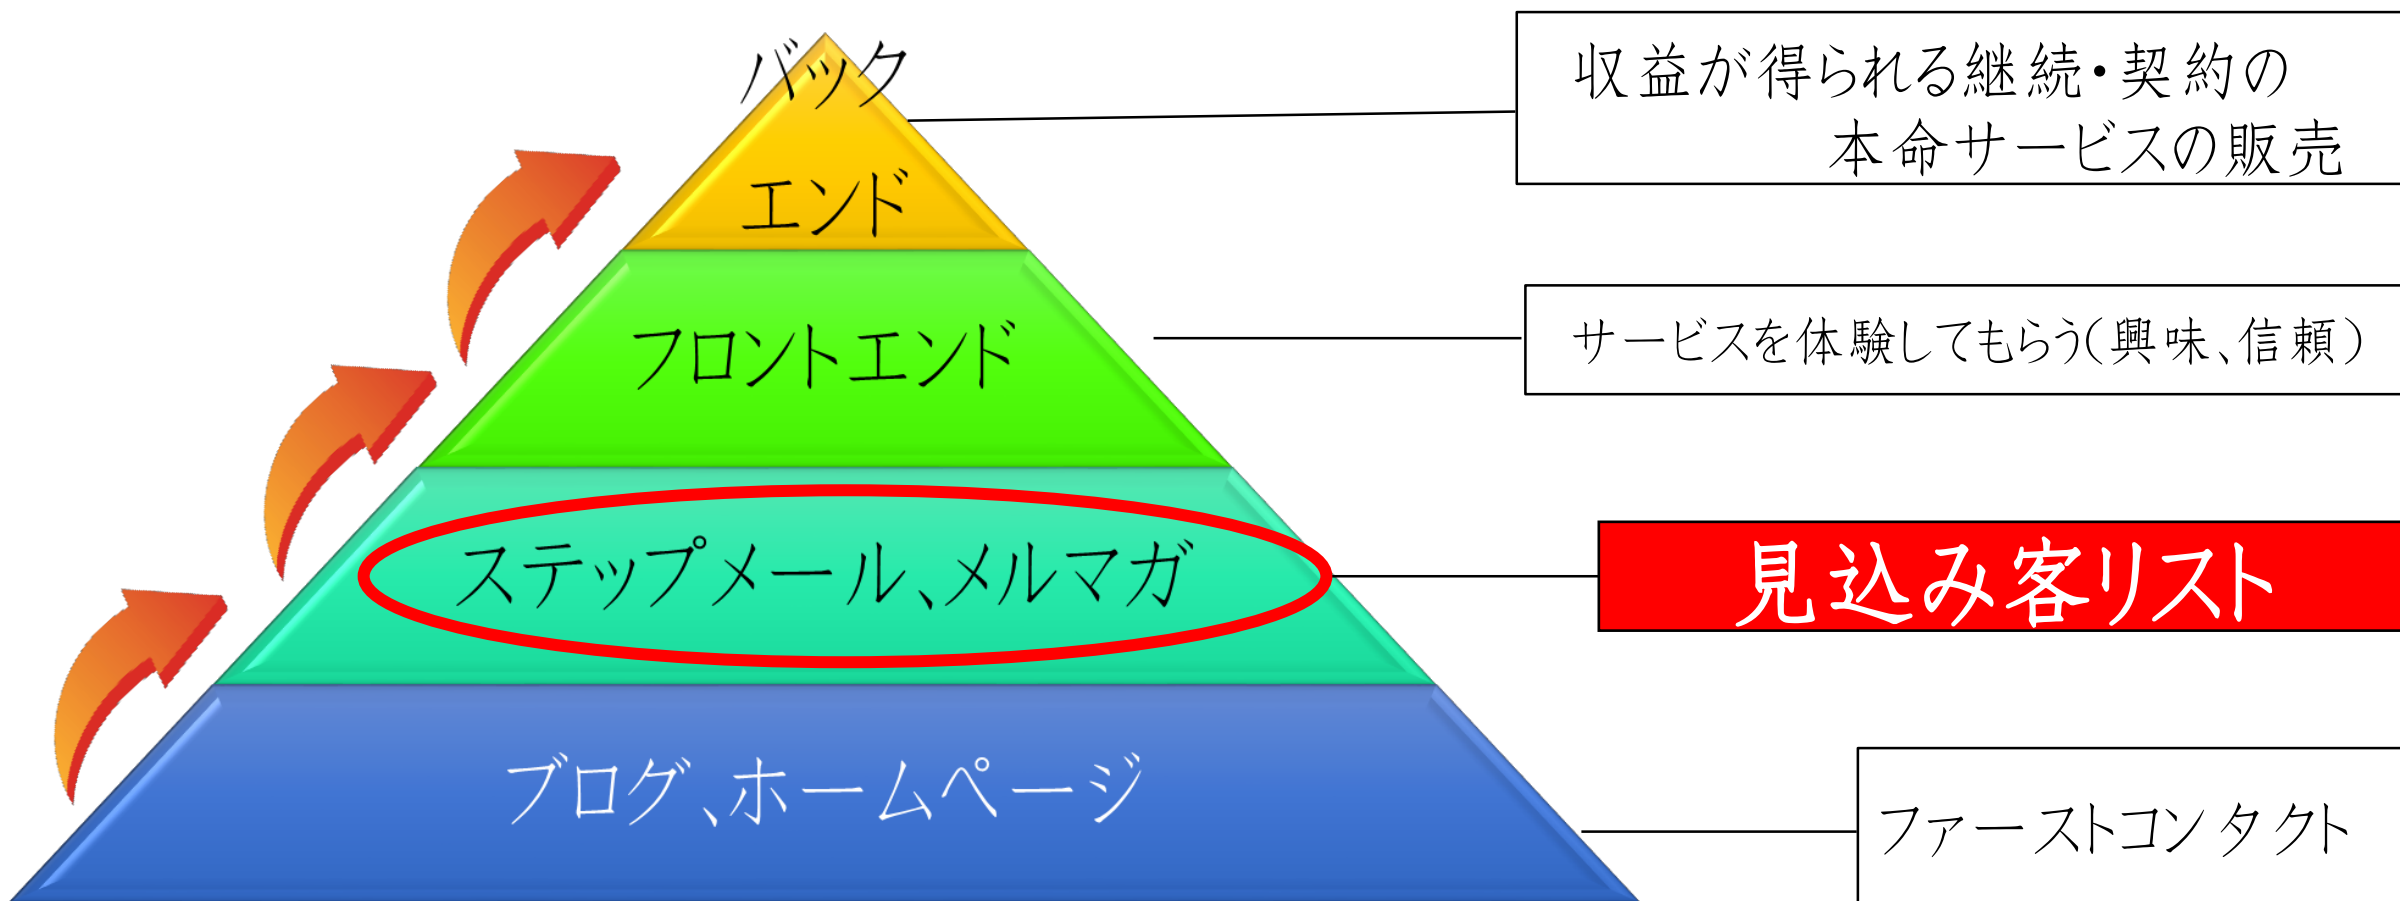 バック
エンド
収益が得られる継続・契約の
本命サービスの販売
フロントエンド
サービスを体験してもらう(興味、信頼)
ステップメール、メルマガ
見込み客リスト
ブログ、ホームページ
ファーストコンタクト